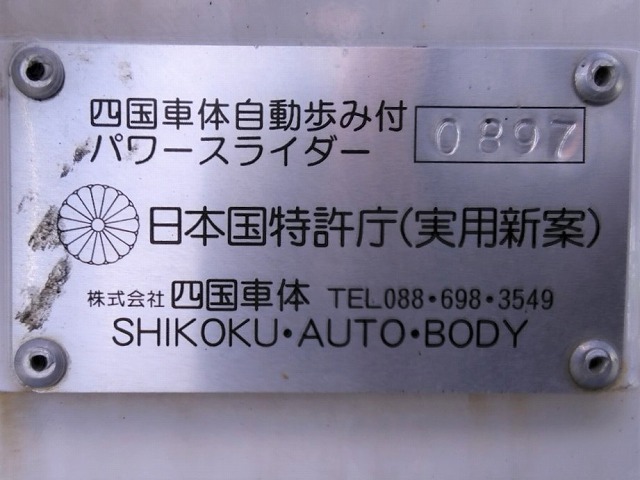 四国車体自動歩み付
パワースライダー 0897
日本国特許庁(実用新案)
株式会社 四国車体 TEL088・698・3549
SHIKOKU・AUTO・BODY